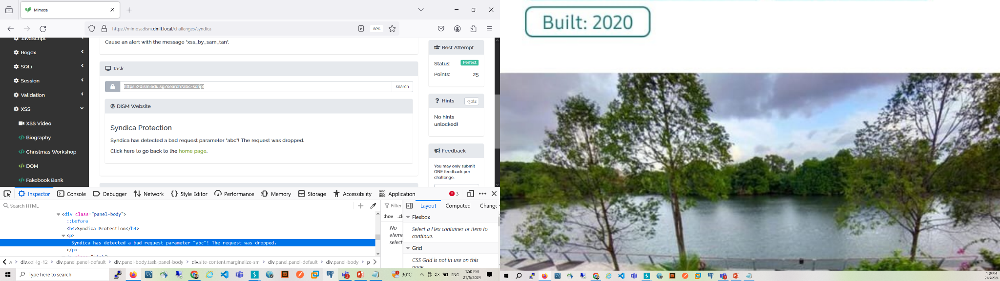 Mimosa
https://mimosadism.dmit.local/challenges/syndica
80%
JavaScript
Regex
SQLi
Session
Validation
XSS
XSS Video
Biography
Christmas Workshop
DOM
Fakebook Bank
Cause an alert with the message "xss_by_sam_tan".
Task
https://dism.edu.sg/search?abc=script
search
DISM Website
Syndica Protection
Syndica has detected a bad request parameter "abc"! The request was dropped.
Click here to go back to the home page.
Best Attempt
Status: Perfect
Points: 25
Hints -3pts
No hints
unlocked!
Feedback
You may only submit
ONE feedback per
challenge.
Inspector Console Debugger Network Style Editor Performance Memory Storage Accessibility Application 3
Search HTML
<div class="panel-body">
::before
<h4>Syndica Protection</h4>
<p>
Syndica has detected a bad request parameter "abc"! The request was dropped.
</p>
Filter
:hov .cl
No
eleme
select
Layout Computed Change
Flexbox
Select a Flex container or item to
continue.
Grid
CSS Grid is not in use on this
page
w > div.col-lg-12 > div.panel.panel-default > div.panel-body.task-panel-body > div.site-content.marginalize-sm > div.panel.panel-default > div.panel-body > p
Type here to search
30°C
ENG
1:50 PM
21/5/2024
Built: 2020
1:50 PM
21/5/2024